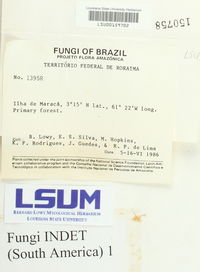 Louisiana State University Herbarium
LSU00119702
150758
FUNGI OF BRAZIL
PROJETO FLORA AMAZÔNICA
TERRITÓRIO FEDERAL DE RORAIMA
No. 1395R
Ilha de Maracá, 3°15' N lat., 61° 22'W long.
Primary forest.
B. Lowy, E. S. Silva, M. Hopkins,
K. F. Rodrigues, J. Guedes, & R. P. de Lima
5-16-VI 1986
LSUM
BERNARD LOWY MYCOLOGICAL HERBARIUM
LOUISIANA STATE UNIVERSITY
Fungi INDET
(South America) 1